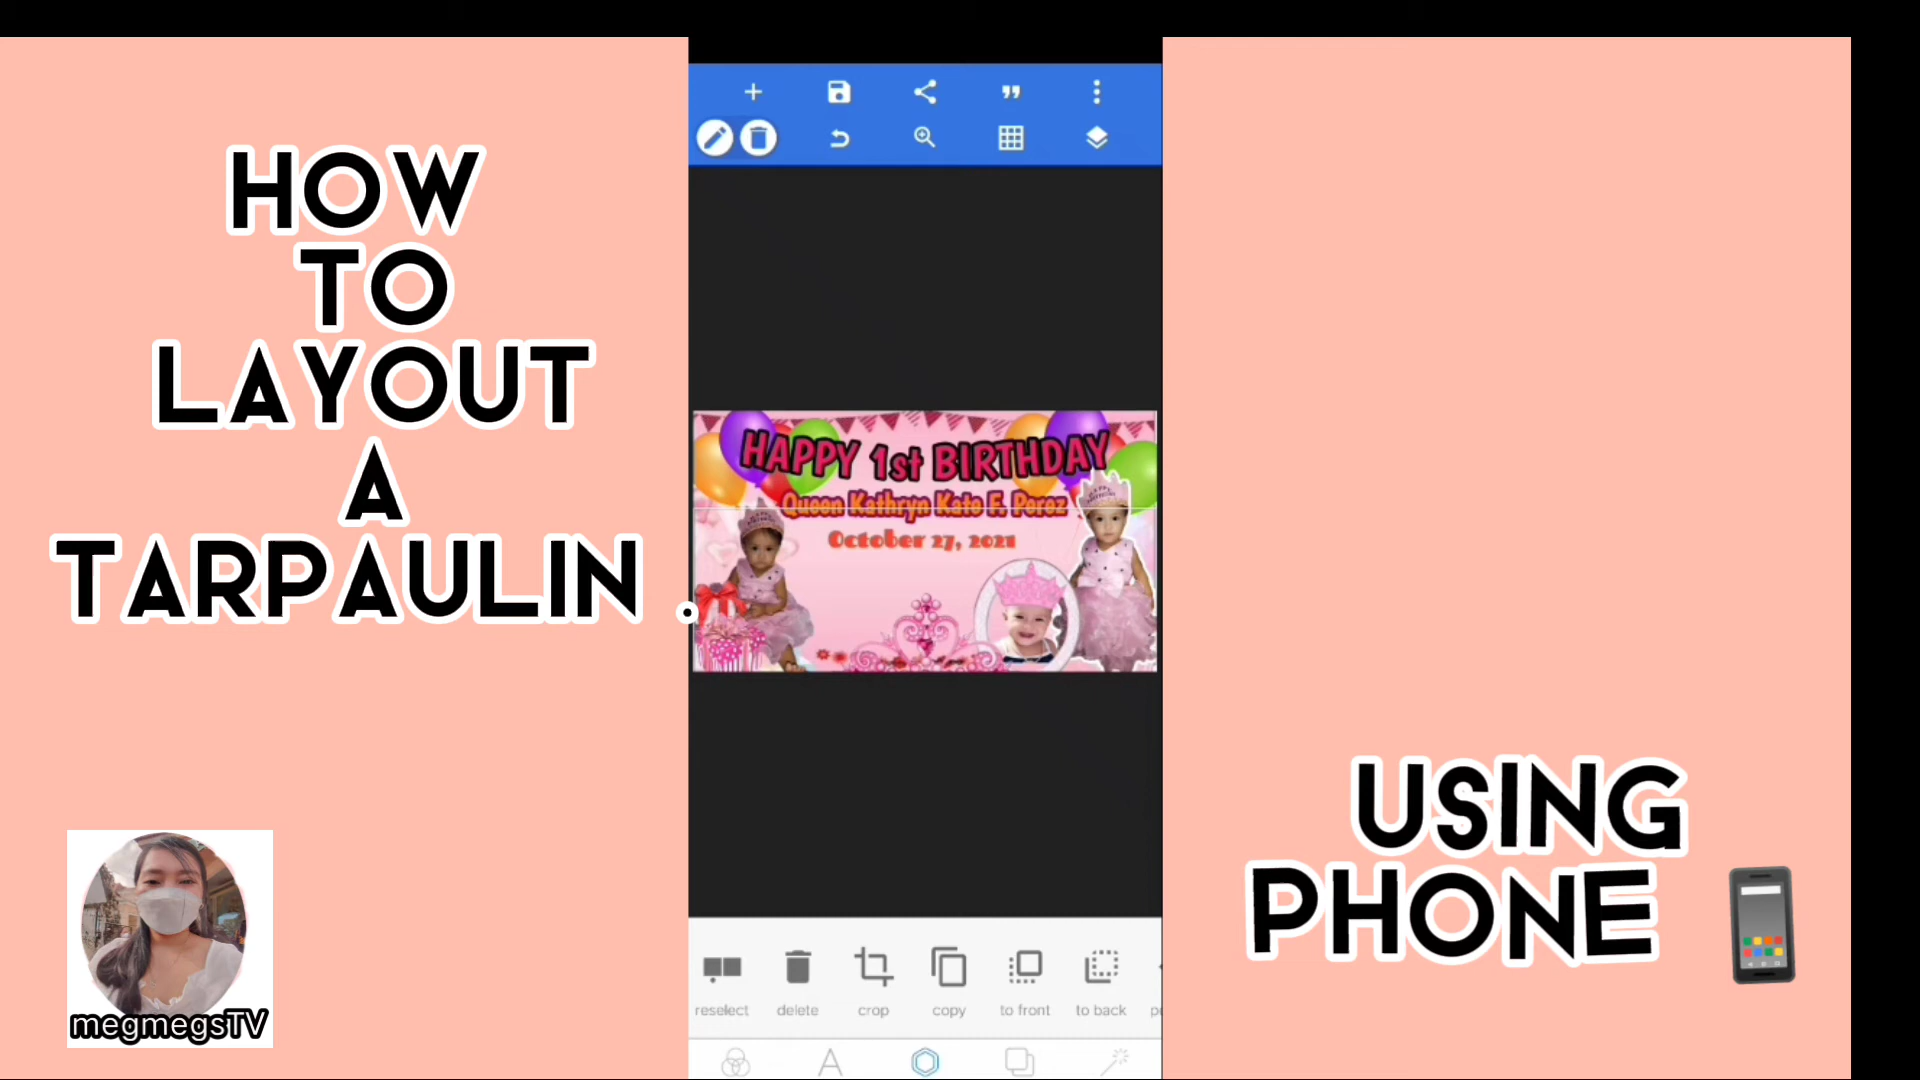 HOW
TO
LAYOUT
A
TARPAULIN .
HAPPY 1st BIRTHDAY
Queen Kathryn Kate F. Perez
October 27, 2021
reselect
delete
crop
copy
to front
to back
USING
PHONE
megmegsTV